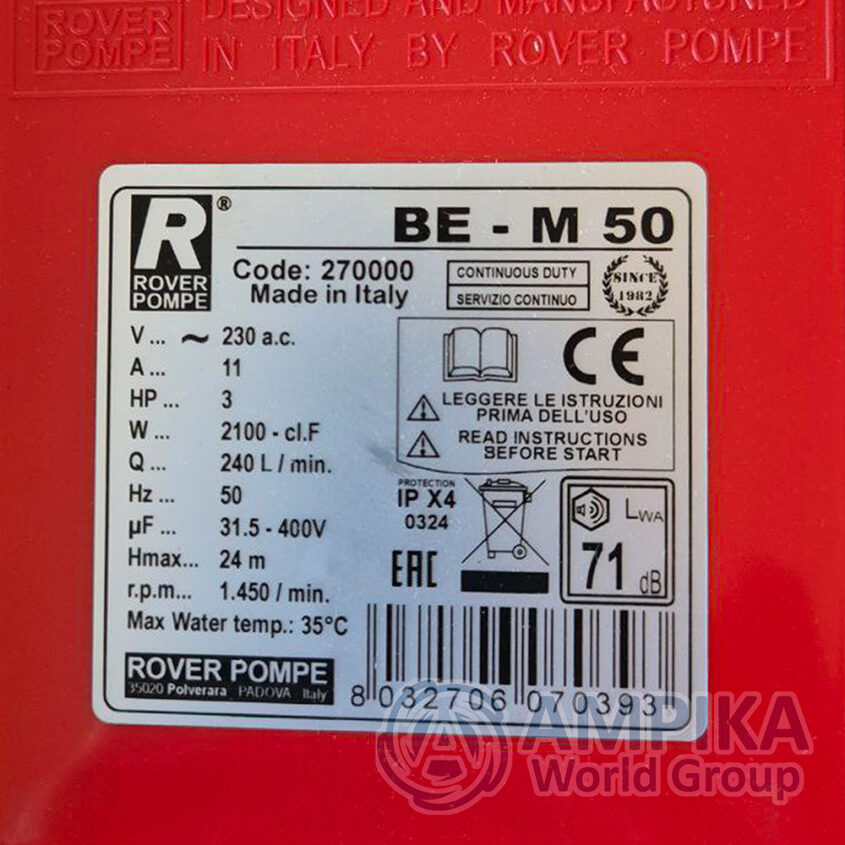 ROVER POMPE
DESIGNED AND MANUFACTURED
IN ITALY BY ROVER POMPE
R®
ROVER
POMPE
BE - M 50
Code: 270000
Made in Italy
CONTINUOUS DUTY
SERVIZIO CONTINUO
SINCE
1982
V... ~ 230 a.c.
A ... 11
HP ... 3
W ... 2100 - cl.F
Q ... 240 L / min.
Hz ... 50
µF ... 31.5 - 400V
Hmax... 24 m
r.p.m... 1.450 / min.
Max Water temp.: 35°C
CE
LEGGERE LE ISTRUZIONI
PRIMA DELL'USO
READ INSTRUCTIONS
BEFORE START
PROTECTION
IP X4
0324
EAC
LWA
71 dB
ROVER POMPE
35020 Polverara PADOVA Italy
8 032706 070393
AMPIKA
World Group